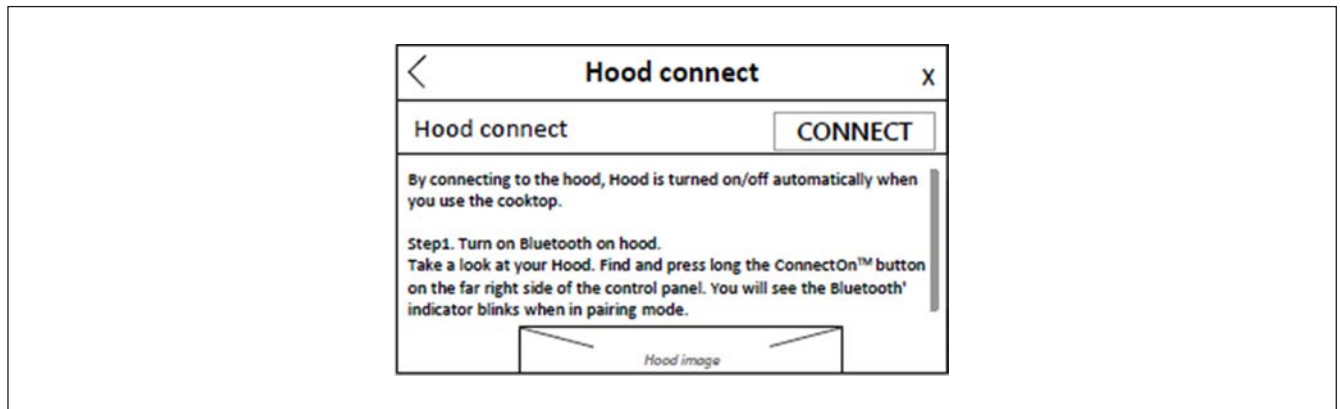 Hood connect
X
Hood connect
CONNECT
By connecting to the hood, Hood is turned on/off automatically when
you use the cooktop.
Step1. Turn on Bluetooth on hood.
Take a look at your Hood. Find and press long the ConnectOn™ button
on the far right side of the control panel. You will see the Bluetooth'
indicator blinks when in pairing mode.
Hood image